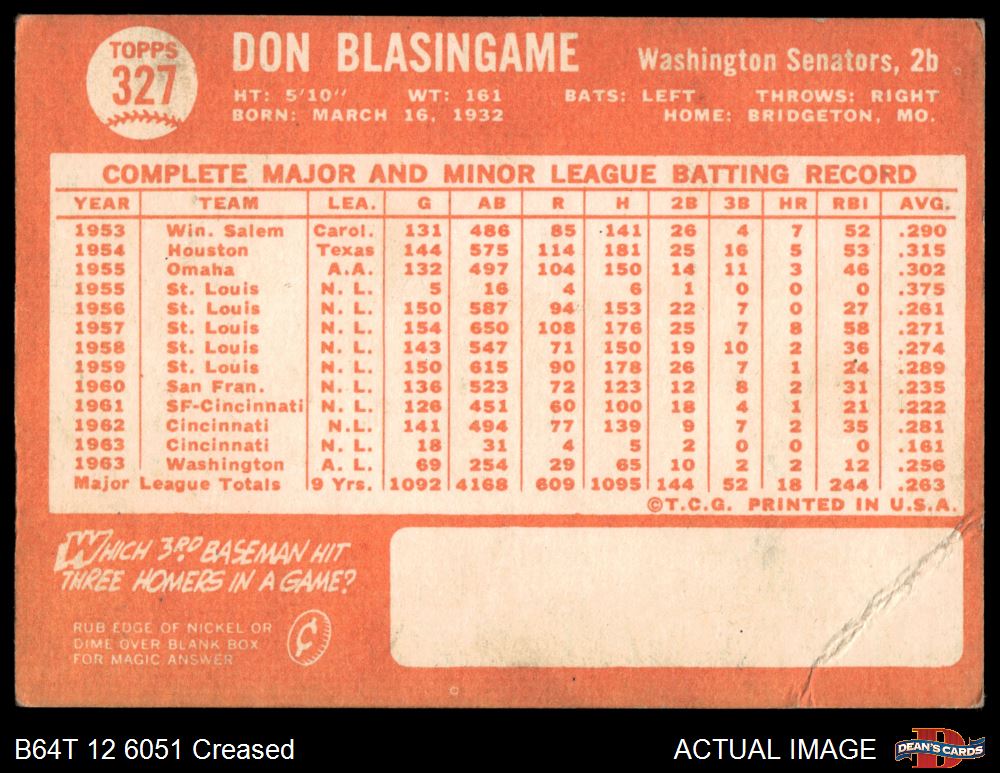 TOPPS
327
DON BLASINGAME
Washington Senators, 2b
HT: 5'10'' WT: 161 BATS: LEFT THROWS: RIGHT
BORN: MARCH 16, 1932 HOME: BRIDGETON, MO.
COMPLETE MAJOR AND MINOR LEAGUE BATTING RECORD
YEAR TEAM LEA. G AB R H 2B 3B HR RBI AVG.
1953 Win. Salem Carol. 131 486 85 141 26 4 7 52 .290
1954 Houston Texas 144 575 114 181 25 16 5 53 .315
1955 Omaha A.A. 132 497 104 150 14 11 3 46 .302
1955 St. Louis N. L. 5 16 4 6 1 0 0 0 .375
1956 St. Louis N. L. 150 587 94 153 22 7 0 27 .261
1957 St. Louis N. L. 154 650 108 176 25 7 8 58 .271
1958 St. Louis N. L. 143 547 71 150 19 10 2 36 .274
1959 St. Louis N. L. 150 615 90 178 26 7 1 24 .289
1960 San Fran. N. L. 136 523 72 123 12 8 2 31 .235
1961 SF-Cincinnati N. L. 126 451 60 100 18 4 1 21 .222
1962 Cincinnati N.L. 141 494 77 139 9 7 2 35 .281
1963 Cincinnati N. L. 18 31 4 5 2 0 0 0 .161
1963 Washington A. L. 69 254 29 65 10 2 2 12 .256
Major League Totals 9 Yrs. 1092 4168 609 1095 144 52 18 244 .263
©T.C.G. PRINTED IN U.S.A.
WHICH 3RD BASEMAN HIT
THREE HOMERS IN A GAME?
RUB EDGE OF NICKEL OR
DIME OVER BLANK BOX
FOR MAGIC ANSWER
¢
B64T 12 6051 Creased
ACTUAL IMAGE
D
DEAN'S CARDS